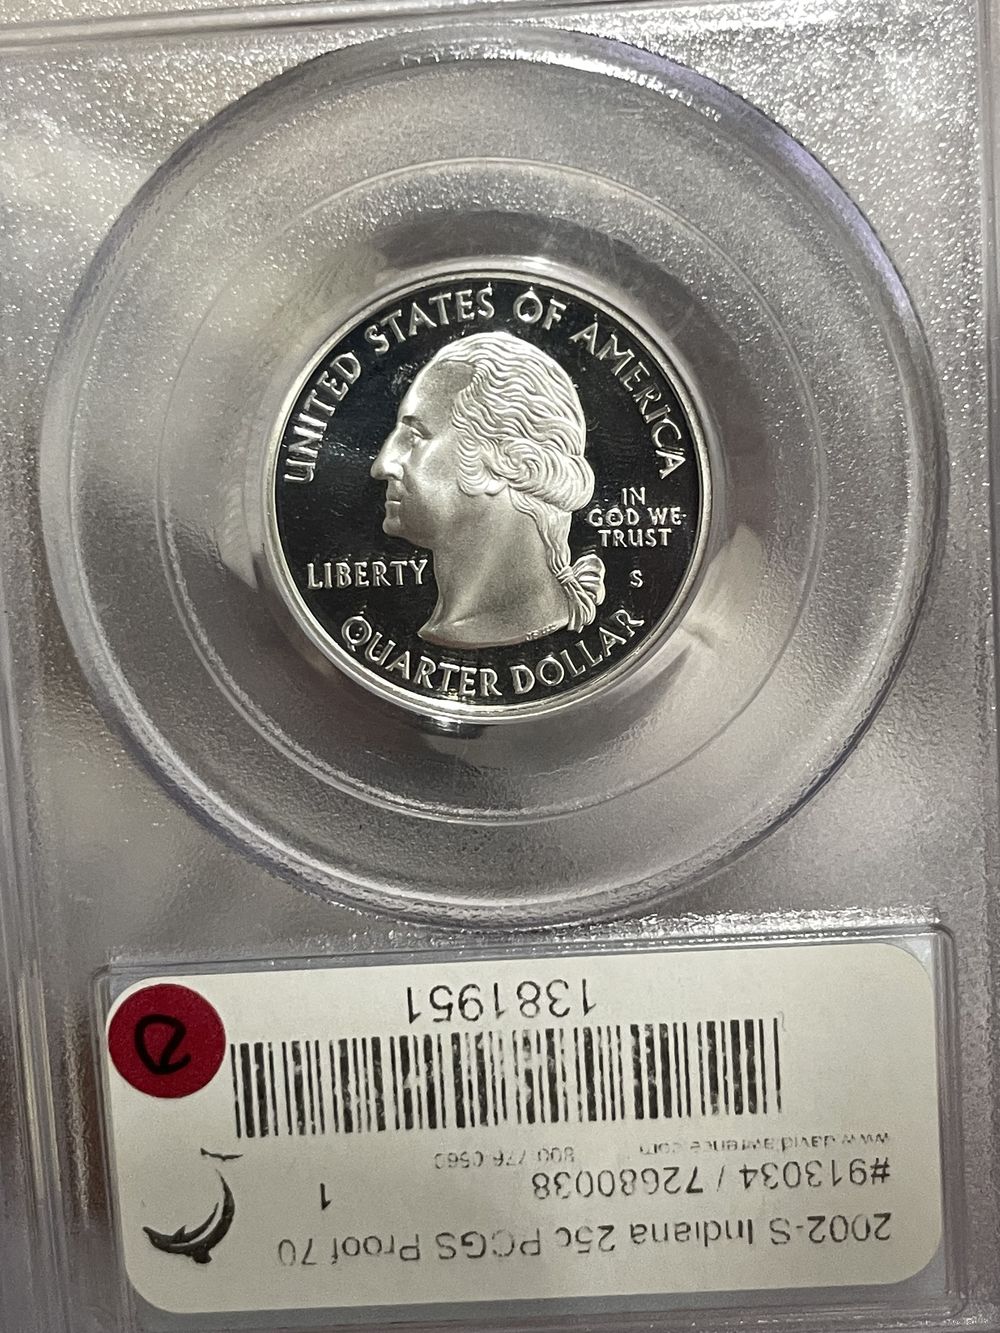 UNITED STATES OF AMERICA
IN
GOD WE
TRUST
LIBERTY
S
QUARTER DOLLAR
2002-S Indiana 25c PCGS Proof 70
#913034 / 72680038 1
www.davidlawrence.com 800-776-0560
1381951